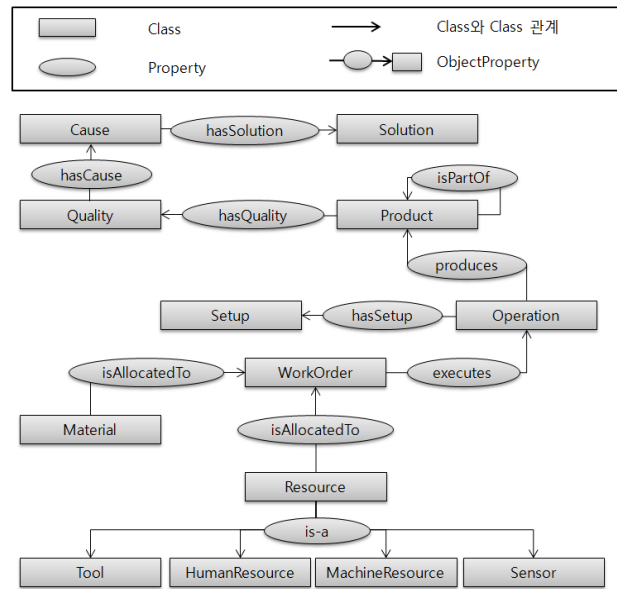 Class
Class와 Class 관계
Property
ObjectProperty
Cause
hasSolution
Solution
hasCause
isPartOf
Quality
hasQuality
Product
produces
Setup
hasSetup
Operation
isAllocatedTo
WorkOrder
executes
Material
isAllocatedTo
Resource
is-a
Tool
HumanResource
MachineResource
Sensor